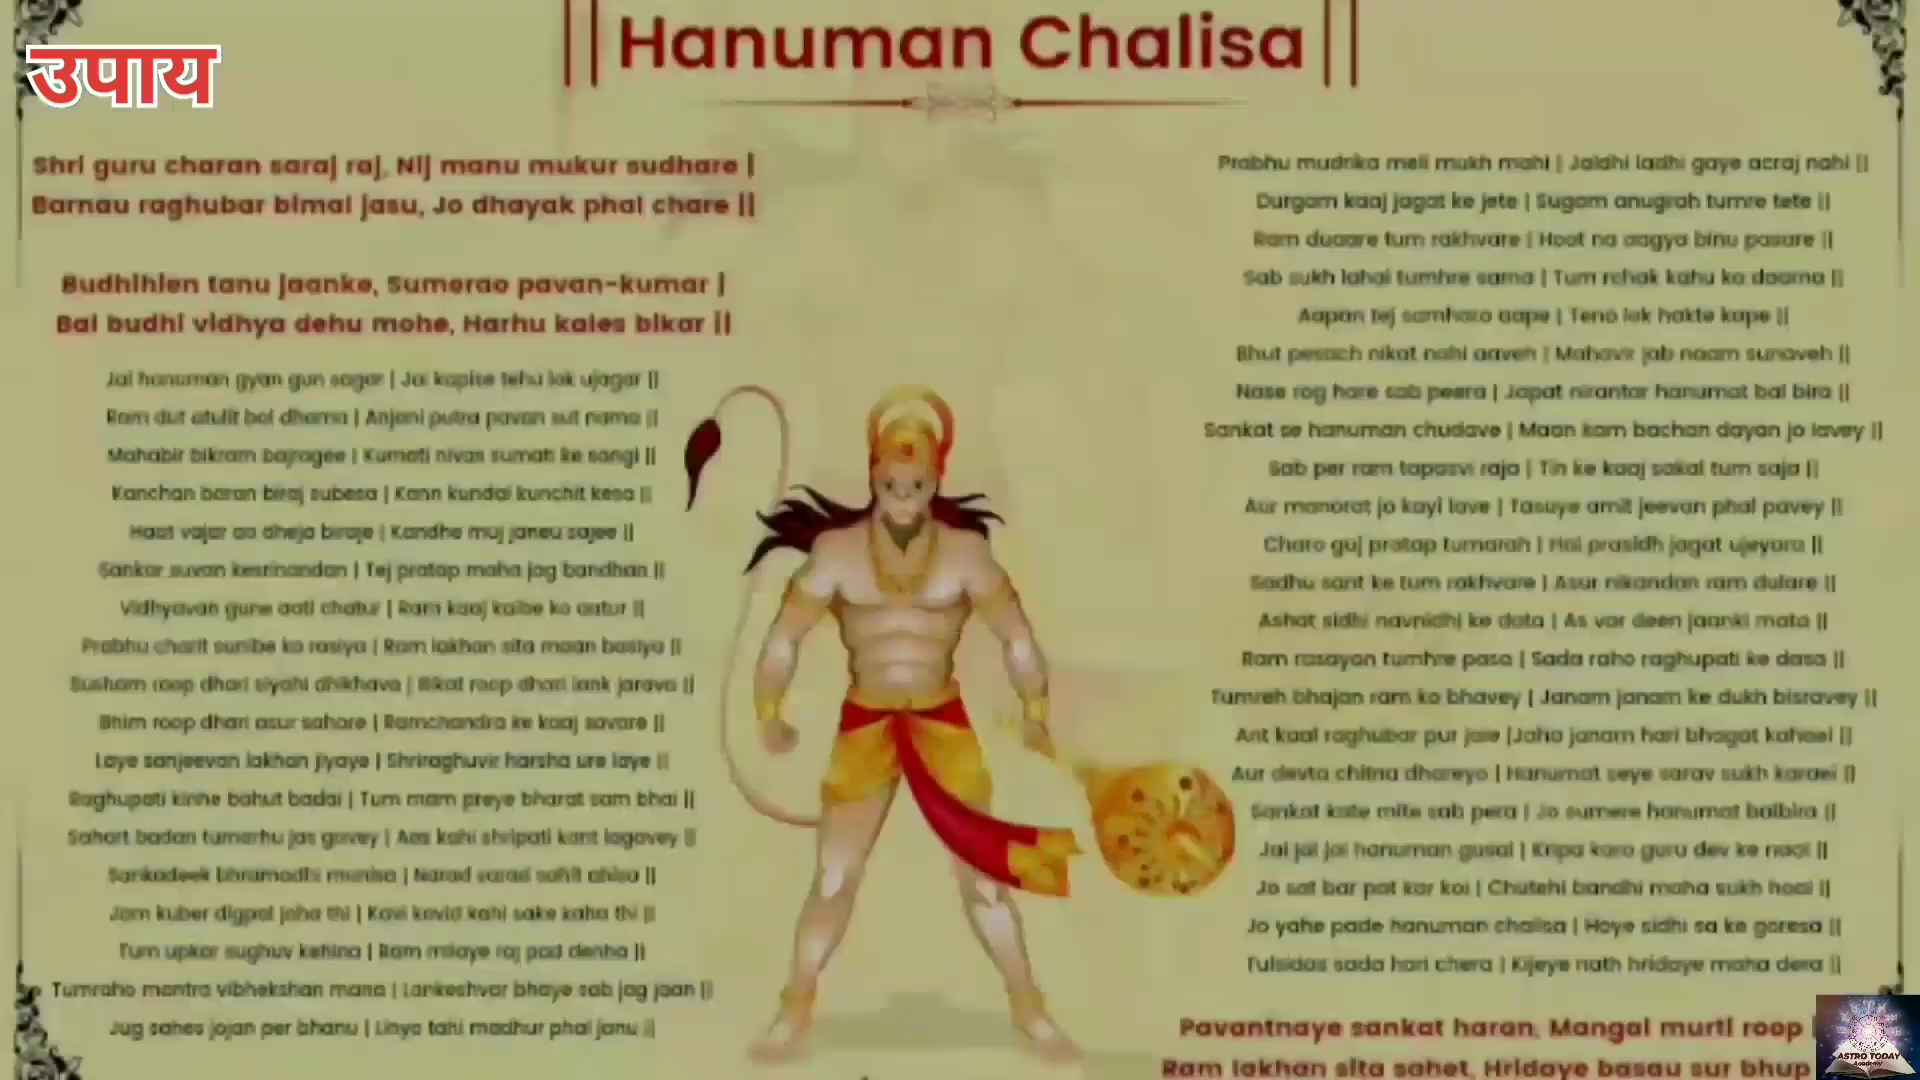 || Hanuman Chalisa ||
उपाय
Shri guru charan saraj raj, Nij manu mukur sudhare |
Barnau raghubar bimal jasu, Jo dhayak phal chare ||
Budhihien tanu jaanke, Sumerao pavan-kumar |
Bal budhi vidhya dehu mohe, Harhu kales bikar ||
Jai hanuman gyan gun sagar | Jai kapise tehu lok ujagar ||
Ram dut atulit bal dhama | Anjani putra pavan sut nama ||
Mahabir bikram bajragee | Kumati nivas sumati ke sangi ||
Kanchan baran biraj subesa | Kann kundal kunchit kesa ||
Haat vajar ao dheja biraje | Kandhe muj janeu sajee ||
Sankar suvan kesrinandan | Tej pratap maha jag bandhan ||
Vidhyavan gune aati chatur | Ram kaaj kaibe ko aatur ||
Prabhu charit sunibe ko rasiya | Ram lakhan sita maan basiya ||
Susham roop dhari siyahi dhikhava | Bikat roop dhari lank jarava ||
Bhim roop dhari asur sahare | Ramchandra ke kaaj savare ||
Laye sanjeevan lakhan jiyaye | Shriraghuvir harsha ure laye ||
Raghupati kinhe bahut badai | Tum mam preye bharat sam bhai ||
Sahart badan tumarhu jas gavey | Aas kahi shripati kant lagavey ||
Sankadeek bhramadhi munisa | Narad sarad sahit ahisa ||
Jam kuber digpal jaha thi | Kavi kovid kahi sake kaha thi ||
Tum upkar sughuv kehina | Ram milaye raj pad denha ||
Tumraho mantra vibhekshan mana | Lankeshvar bhaye sab jag jaan ||
Jug sahes jojan per bhanu | Linyo tahi madhur phal janu ||
Prabhu mudrika meli mukh mahi | Jaldhi ladhi gaye acraj nahi ||
Durgam kaaj jagat ke jete | Sugam anugrah tumre tete ||
Ram duaare tum rakhvare | Hoot na aagya binu pasare ||
Sab sukh lahai tumhre sarna | Tum rchak kahu ko daarna ||
Aapan tej samharo aape | Teno lok hakte kape ||
Bhut pesach nikat nahi aaveh | Mahavir jab naam sunaveh ||
Nase rog hare sab peera | Japat nirantar hanumat bal bira ||
Sankat se hanuman chudave | Maan kam bachan dayan jo lavey ||
Sab per ram tapasvi raja | Tin ke kaaj sakal tum saja ||
Aur manorat jo kayi lave | Tasuye amit jeevan phal pavey ||
Charo guj pratap tumarah | Hai prasidh jagat ujeyara ||
Sadhu sant ke tum rakhvare | Asur nikandan ram dulare ||
Ashat sidhi navnidhi ke data | As var deen jaanki mata ||
Ram rasayan tumhre pasa | Sada raho raghupati ke dasa ||
Tumreh bhajan ram ko bhavey | Janam janam ke dukh bisravey ||
Ant kaal raghubar pur jaie |Jaha janam hari bhagat kahaei ||
Aur devta chitna dhareyo | Hanumat seye sarav sukh karaei ||
Sankat kate mite sab pera | Jo sumere hanumat balbira ||
Jai jai jai hanuman gusai | Kripa karo guru dev ke naai ||
Jo sat bar pat kar koi | Chutehi bandhi maha sukh hoai ||
Jo yahe pade hanuman chalisa | Hoye sidhi sa ke goresa ||
Tulsidas sada hari chera | Kijeye nath hridaye maha dera ||
Pavantnaye sankat haran, Mangal murti roop |
Ram lakhan sita sahet, Hridaye basau sur bhup
ASTRO TODAY
Academy